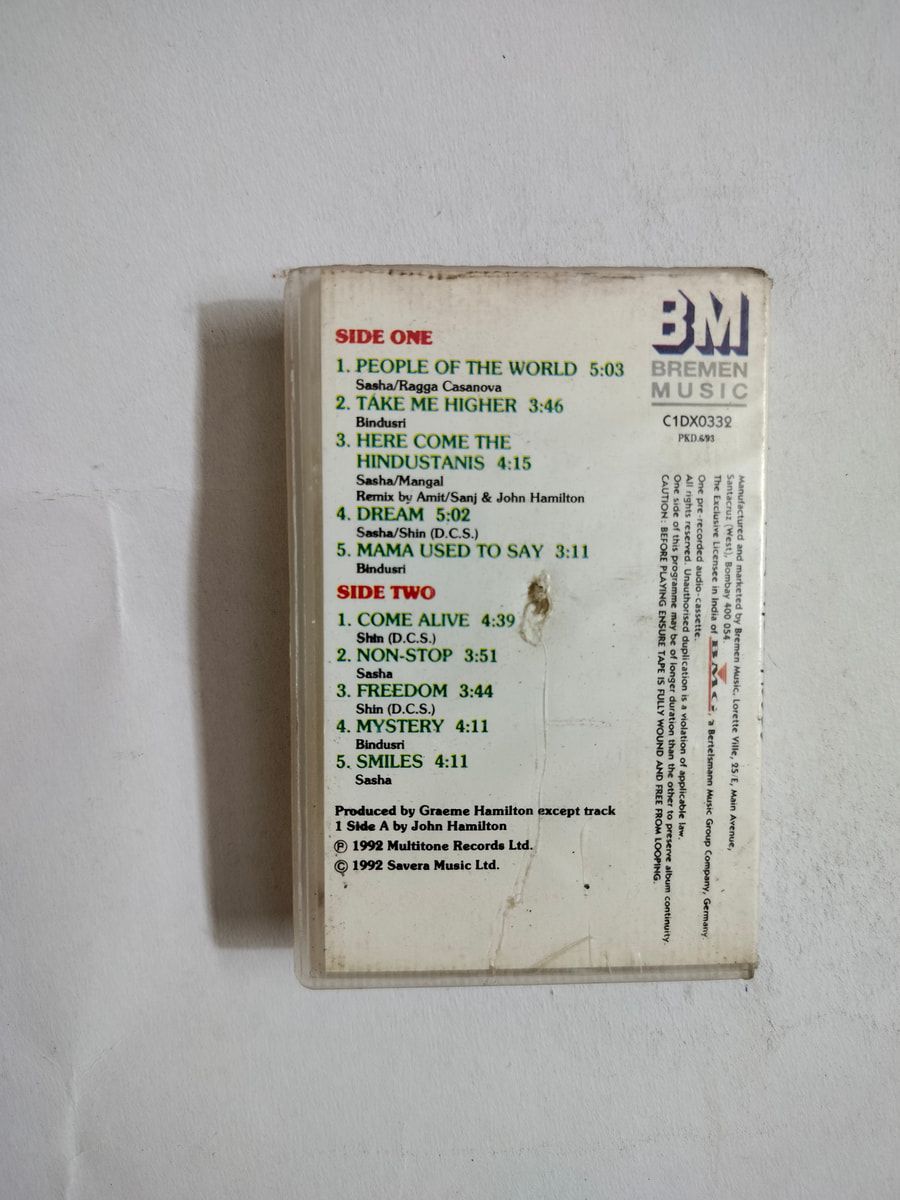 SIDE ONE
1. PEOPLE OF THE WORLD 5:03
Sasha/Ragga Casanova
2. TAKE ME HIGHER 3:46
Bindusri
3. HERE COME THE
HINDUSTANIS 4:15
Sasha/Mangal
Remix by Amit/Sanj & John Hamilton
4. DREAM 5:02
Sasha/Shin (D.C.S.)
5. MAMA USED TO SAY 3:11
Bindusri
SIDE TWO
1. COME ALIVE 4:39
Shin (D.C.S.)
2. NON-STOP 3:51
Sasha
3. FREEDOM 3:44
Shin (D.C.S.)
4. MYSTERY 4:11
Bindusri
5. SMILES 4:11
Sasha
Produced by Graeme Hamilton except track
1 Side A by John Hamilton
℗ 1992 Multitone Records Ltd.
© 1992 Savera Music Ltd.
BM
BREMEN
MUSIC
C1DX0332
PKD.6/93
Manufactured and marketed by Bremen Music, Lorette Ville, 25/E, Main Avenue,
Santacruz (West), Bombay 400 054.
The Exclusive Licensee in India of BMG, a Bertelsmann Music Group Company, Germany.
One pre-recorded audio-cassette.
All rights reserved. Unauthorised duplication is a violation of applicable law.
One side of this programme may be of longer duration than the other to preserve album continuity.
CAUTION : BEFORE PLAYING ENSURE TAPE IS FULLY WOUND AND FREE FROM LOOPING.